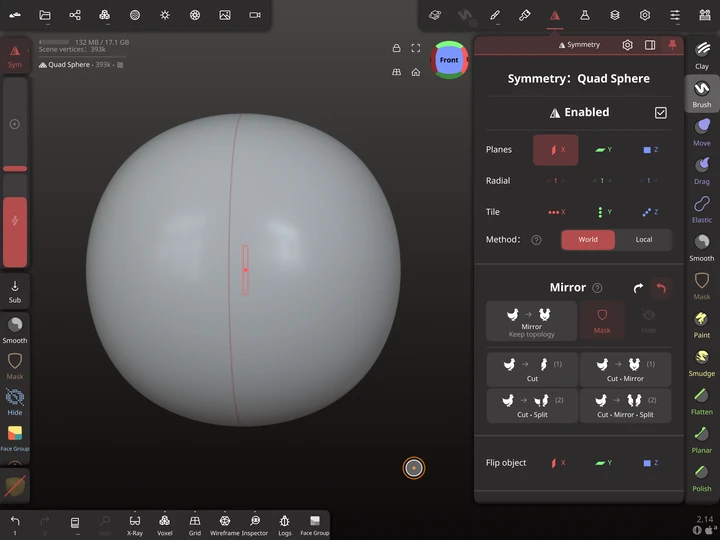 132 MB / 17.1 GB
Scene vertices: 393k
Quad Sphere - 393k -
Front
Sym
Sub
Smooth
Mask
Hide
Face Group
Symmetry
Symmetry: Quad Sphere
Enabled
Planes X Y Z
Radial 1 1 1
Tile X Y Z
Method: ? World Local
Mirror ?
Mirror
Keep topology
Mask
Hide
(1)
Cut
(1)
Cut - Mirror
(2)
Cut - Split
(2)
Cut - Mirror - Split
Flip object X Y Z
Clay
Brush
Move
Drag
Elastic
Smooth
Mask
Paint
Smudge
Flatten
Planar
Polish
1
X-Ray
Voxel
Grid
Wireframe
Inspector
Logs
Face Group
2.14